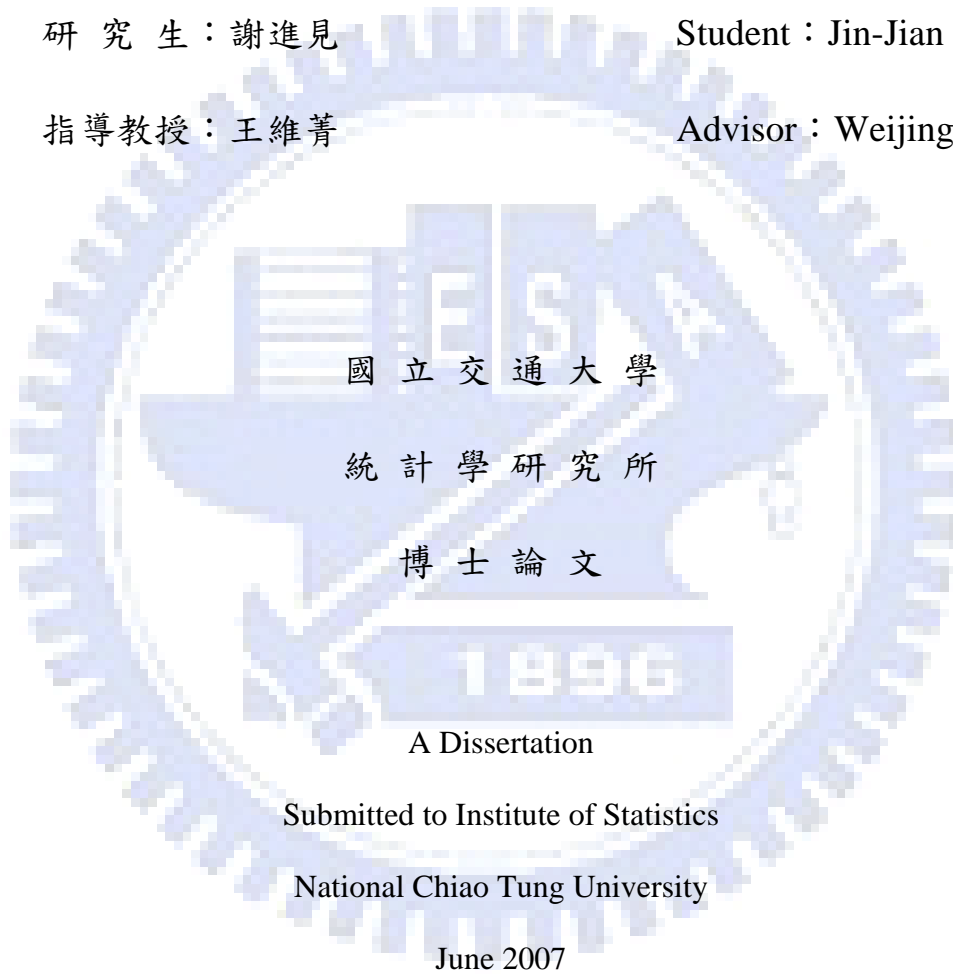 研 究 生：謝進見 Student：Jin-Jian
指導教授：王維菁 Advisor：Weijing
ESA
國 立 交 通 大 學
統 計 學 研 究 所
博 士 論 文
1896
A Dissertation
Submitted to Institute of Statistics
National Chiao Tung University
June 2007